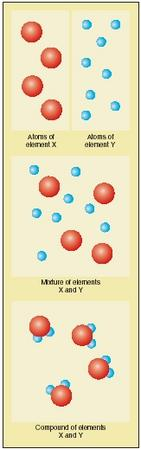 Atoms of
element X
Atoms of
element Y
Mixture of elements
X and Y
Compound of elements
X and Y